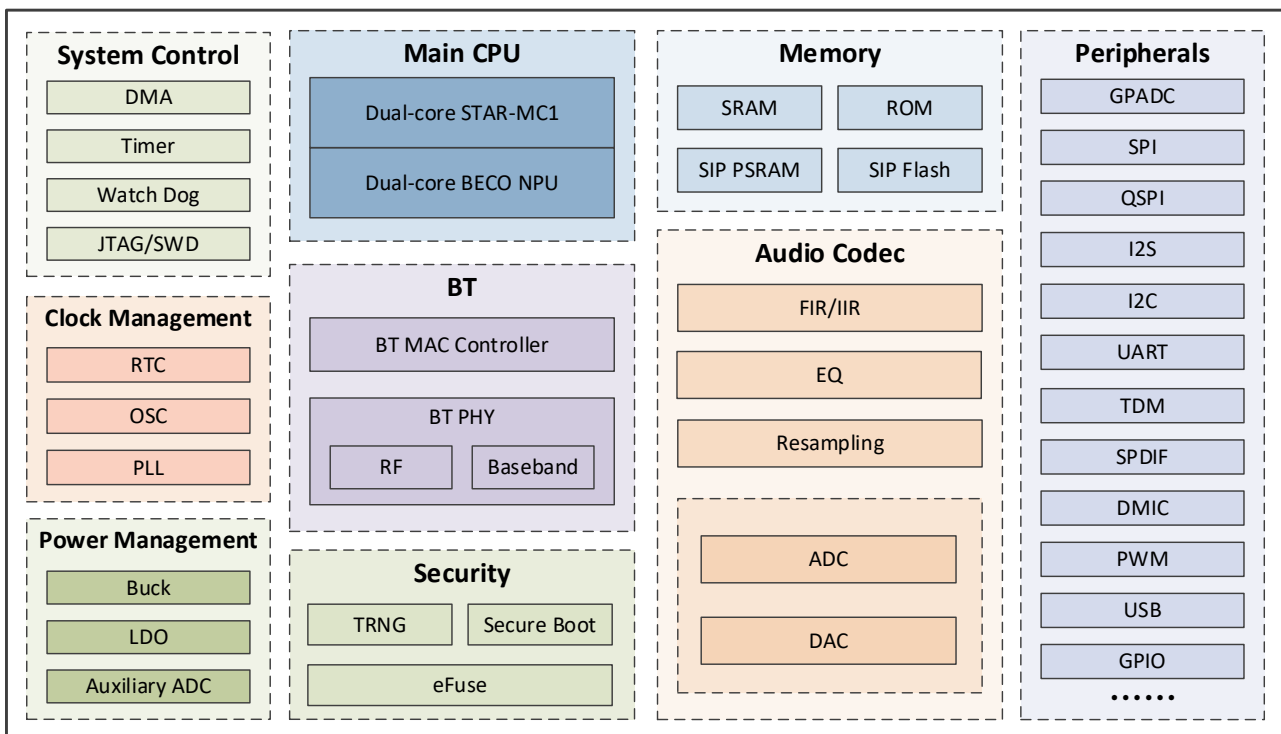 System Control
DMA
Timer
Watch Dog
JTAG/SWD
Clock Management
RTC
OSC
PLL
Power Management
Buck
LDO
Auxiliary ADC
Main CPU
Dual-core STAR-MC1
Dual-core BECO NPU
BT
BT MAC Controller
BT PHY
RF Baseband
Security
TRNG Secure Boot
eFuse
Memory
SRAM ROM
SIP PSRAM SIP Flash
Audio Codec
FIR/IIR
EQ
Resampling
ADC
DAC
Peripherals
GPADC
SPI
QSPI
I2S
I2C
UART
TDM
SPDIF
DMIC
PWM
USB
GPIO
••••••